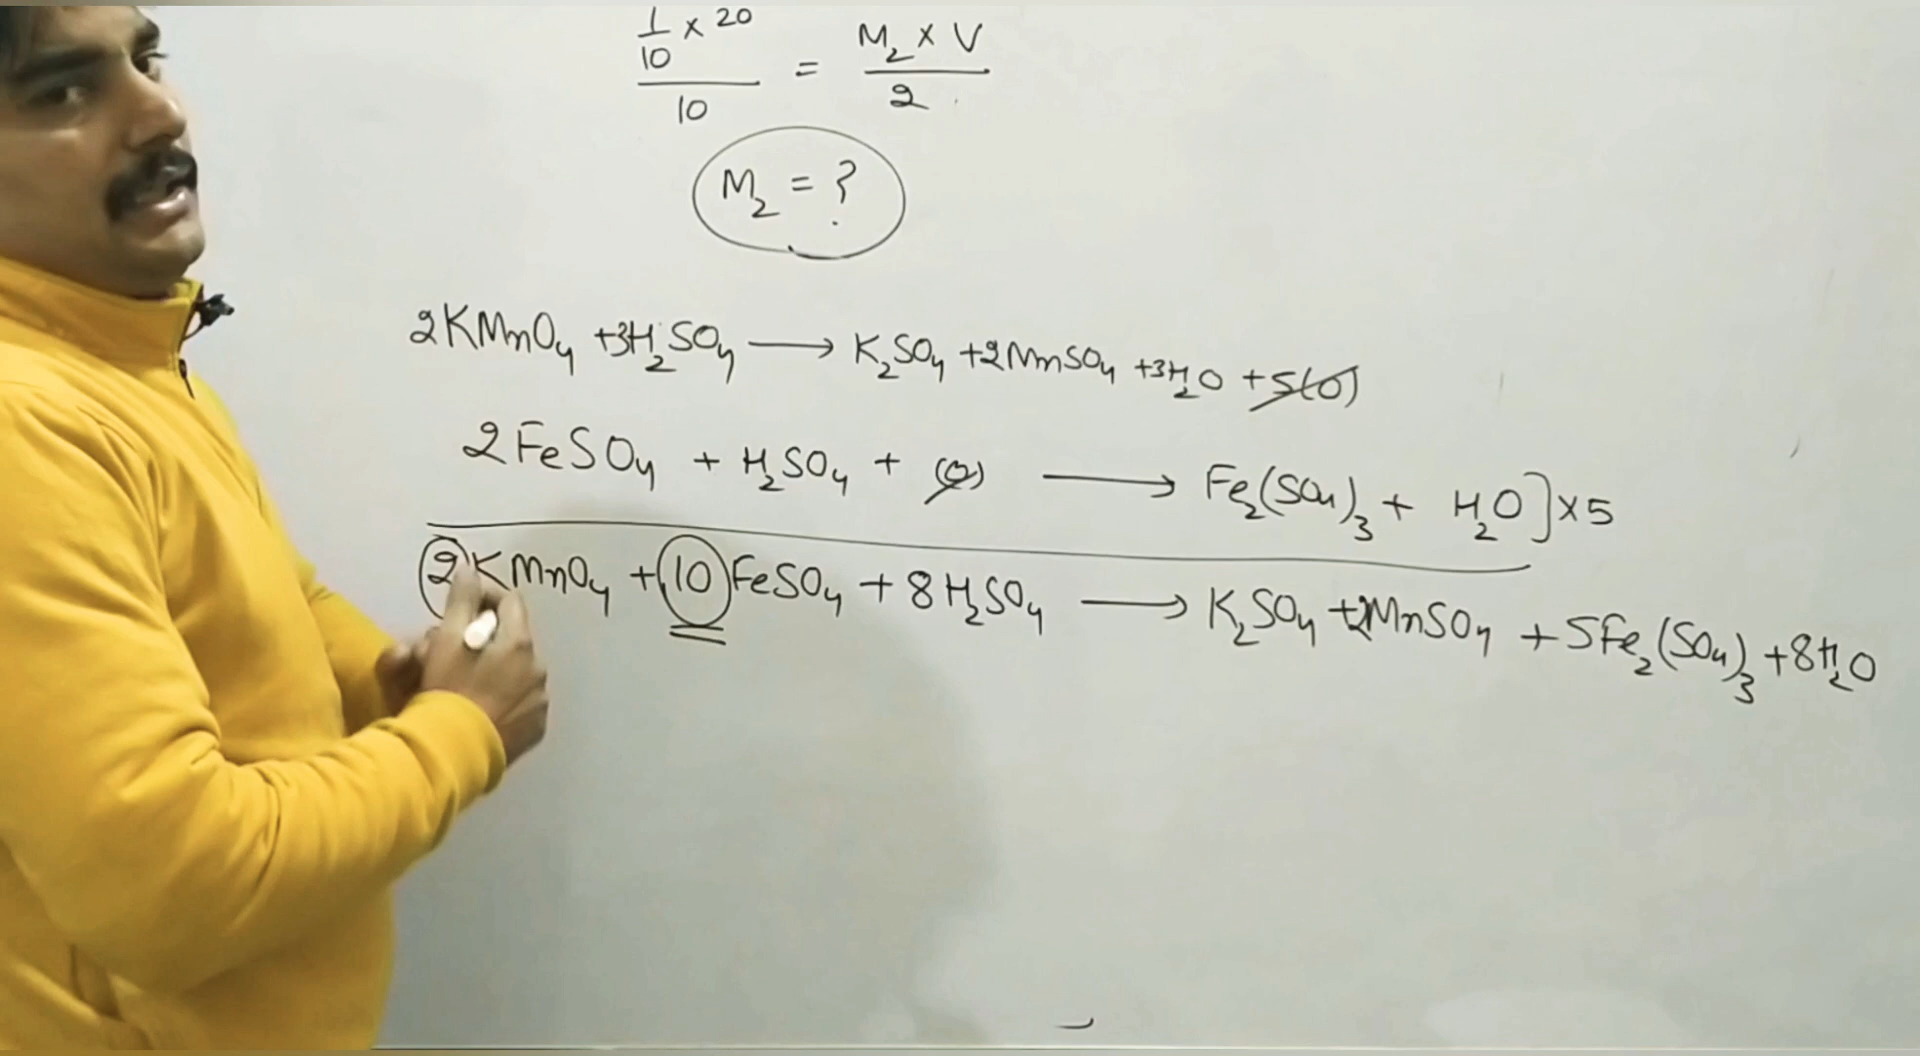 1/10 × 20 / 10 = M₂ × V / 2
M₂ = ?
2KMnO₄ +3H₂SO₄ ⟶ K₂SO₄ +2MnSO₄ +3H₂O +5(O)
2FeSO₄ + H₂SO₄ + (O) ⟶ Fe₂(SO₄)₃ + H₂O]×5
2KMnO₄ + 10FeSO₄ + 8H₂SO₄ ⟶ K₂SO₄ +2MnSO₄ +5Fe₂(SO₄)₃ +8H₂O